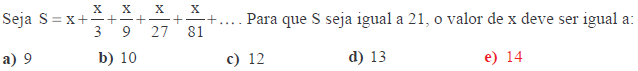 Seja S = x + x/3 + x/9 + x/27 + x/81 + .... Para que S seja igual a 21, o valor de x deve ser igual a:
a) 9 b) 10 c) 12 d) 13 e) 14